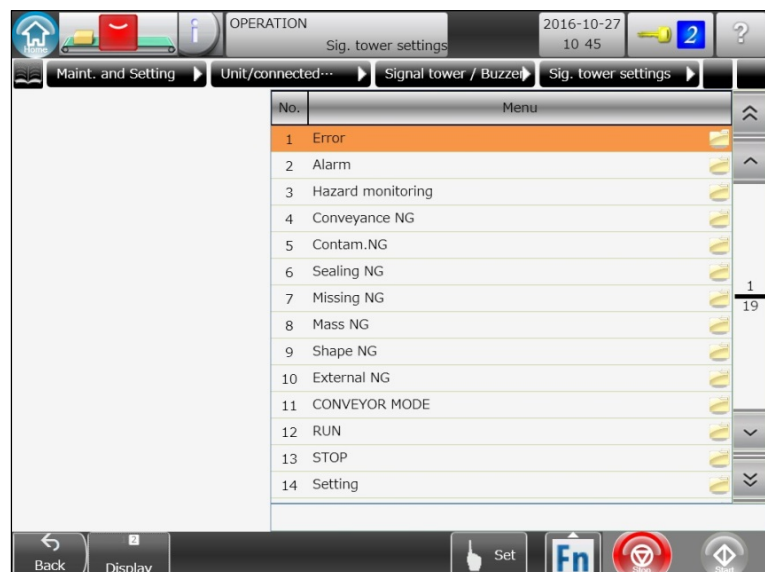 Home
i
OPERATION
Sig. tower settings
2016-10-27
10 45
2
?
Maint. and Setting
Unit/connected…
Signal tower / Buzzer
Sig. tower settings
No. Menu
1 Error
2 Alarm
3 Hazard monitoring
4 Conveyance NG
5 Contam.NG
6 Sealing NG
7 Missing NG
8 Mass NG
9 Shape NG
10 External NG
11 CONVEYOR MODE
12 RUN
13 STOP
14 Setting
1
19
Back
2
Display
Set
Fn
Stop
Start